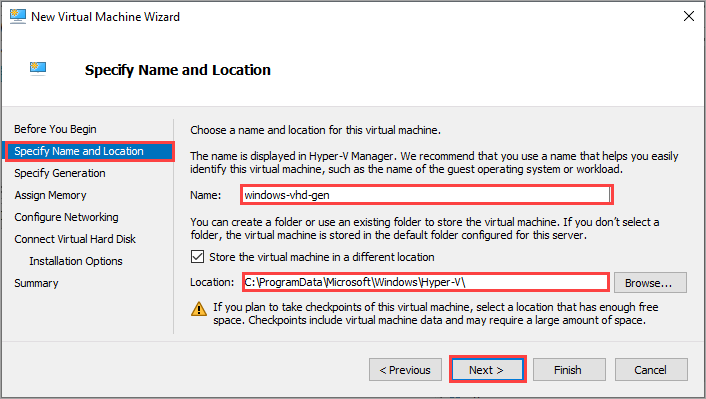 New Virtual Machine Wizard
Specify Name and Location
Before You Begin
Specify Name and Location
Specify Generation
Assign Memory
Configure Networking
Connect Virtual Hard Disk
Installation Options
Summary
Choose a name and location for this virtual machine.
The name is displayed in Hyper-V Manager. We recommend that you use a name that helps you easily
identify this virtual machine, such as the name of the guest operating system or workload.
Name: windows-vhd-gen
You can create a folder or use an existing folder to store the virtual machine. If you don't select a
folder, the virtual machine is stored in the default folder configured for this server.
Store the virtual machine in a different location
Location: C:\ProgramData\Microsoft\Windows\Hyper-V\ Browse...
If you plan to take checkpoints of this virtual machine, select a location that has enough free
space. Checkpoints include virtual machine data and may require a large amount of space.
< Previous Next > Finish Cancel